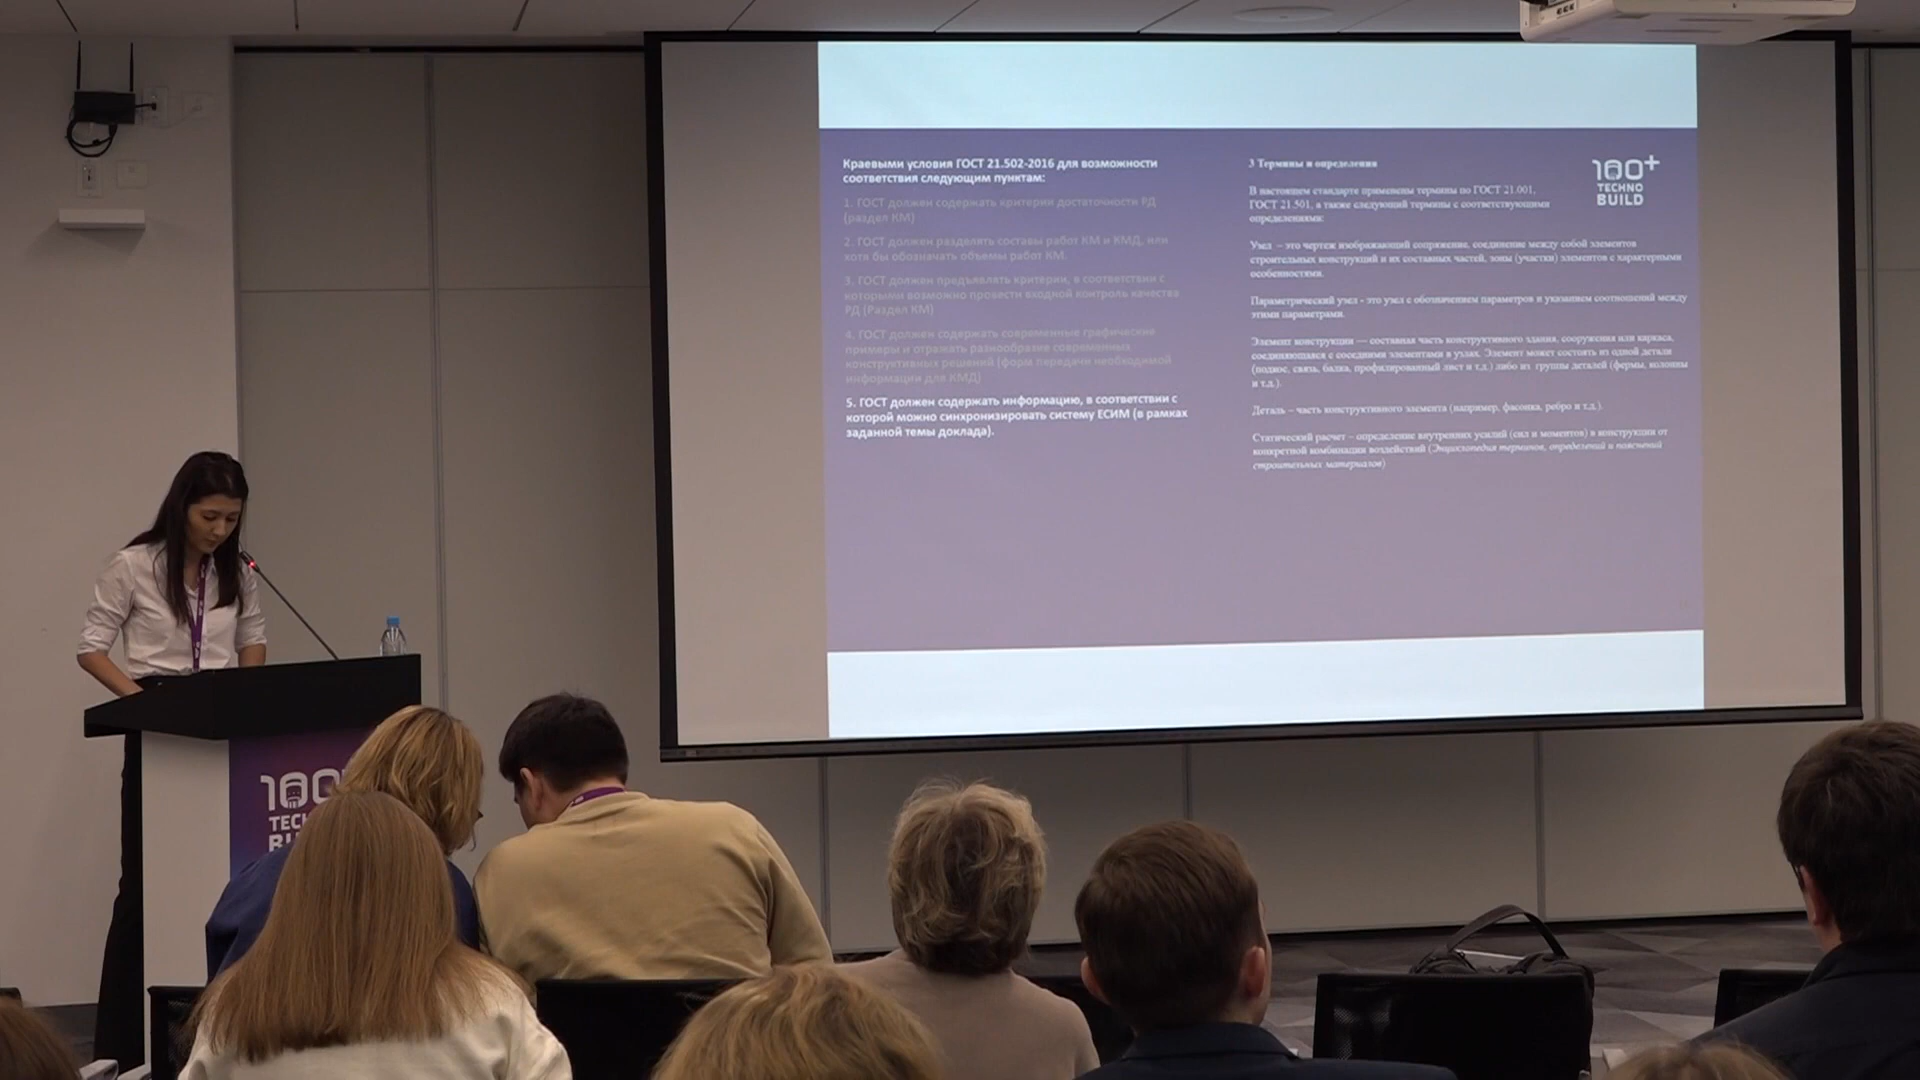 Краевыми условия ГОСТ 21.502-2016 для возможности
соответствия следующим пунктам:
1. ГОСТ должен содержать критерии достаточности РД
(раздел КМ)
2. ГОСТ должен разделять составы работ КМ и КМД, или
хотя бы обозначать объемы работ КМ.
3. ГОСТ должен предъявлять критерии, в соответствии с
которыми возможно провести входной контроль качества
РД (Раздел КМ)
4. ГОСТ должен содержать современные графические
примеры и отражать разнообразие современных
конструктивных решений (форм передачи необходимой
информации для КМД)
5. ГОСТ должен содержать информацию, в соответствии с
которой можно синхронизировать систему ЕСИМ (в рамках
заданной темы доклада).
3 Термины и определения
В настоящем стандарте применены термины по ГОСТ 21.001,
ГОСТ 21.501, а также следующий термины с соответствующими
определениями:
Узел – это чертеж изображающий сопряжение, соединение между собой элементов
строительных конструкций и их составных частей, зоны (участки) элементов с характерными
особенностями.
Параметрический узел - это узел с обозначением параметров и указанием соотношений между
этими параметрами.
Элемент конструкции — составная часть конструктивного здания, сооружения или каркаса,
соединяющаяся с соседними элементами в узлах. Элемент может состоять из одной детали
(подкос, связь, балка, профилированный лист и т.д.) либо из группы деталей (фермы, колонны
и т.д.).
Деталь – часть конструктивного элемента (например, фасонка, ребро и т.д.).
Статический расчет – определение внутренних усилий (сил и моментов) в конструкции от
конкретной комбинации воздействий (Энциклопедия терминов, определений и пояснений
строительных материалов)
100+
TECHNO
BUILD
100
TECH
BU